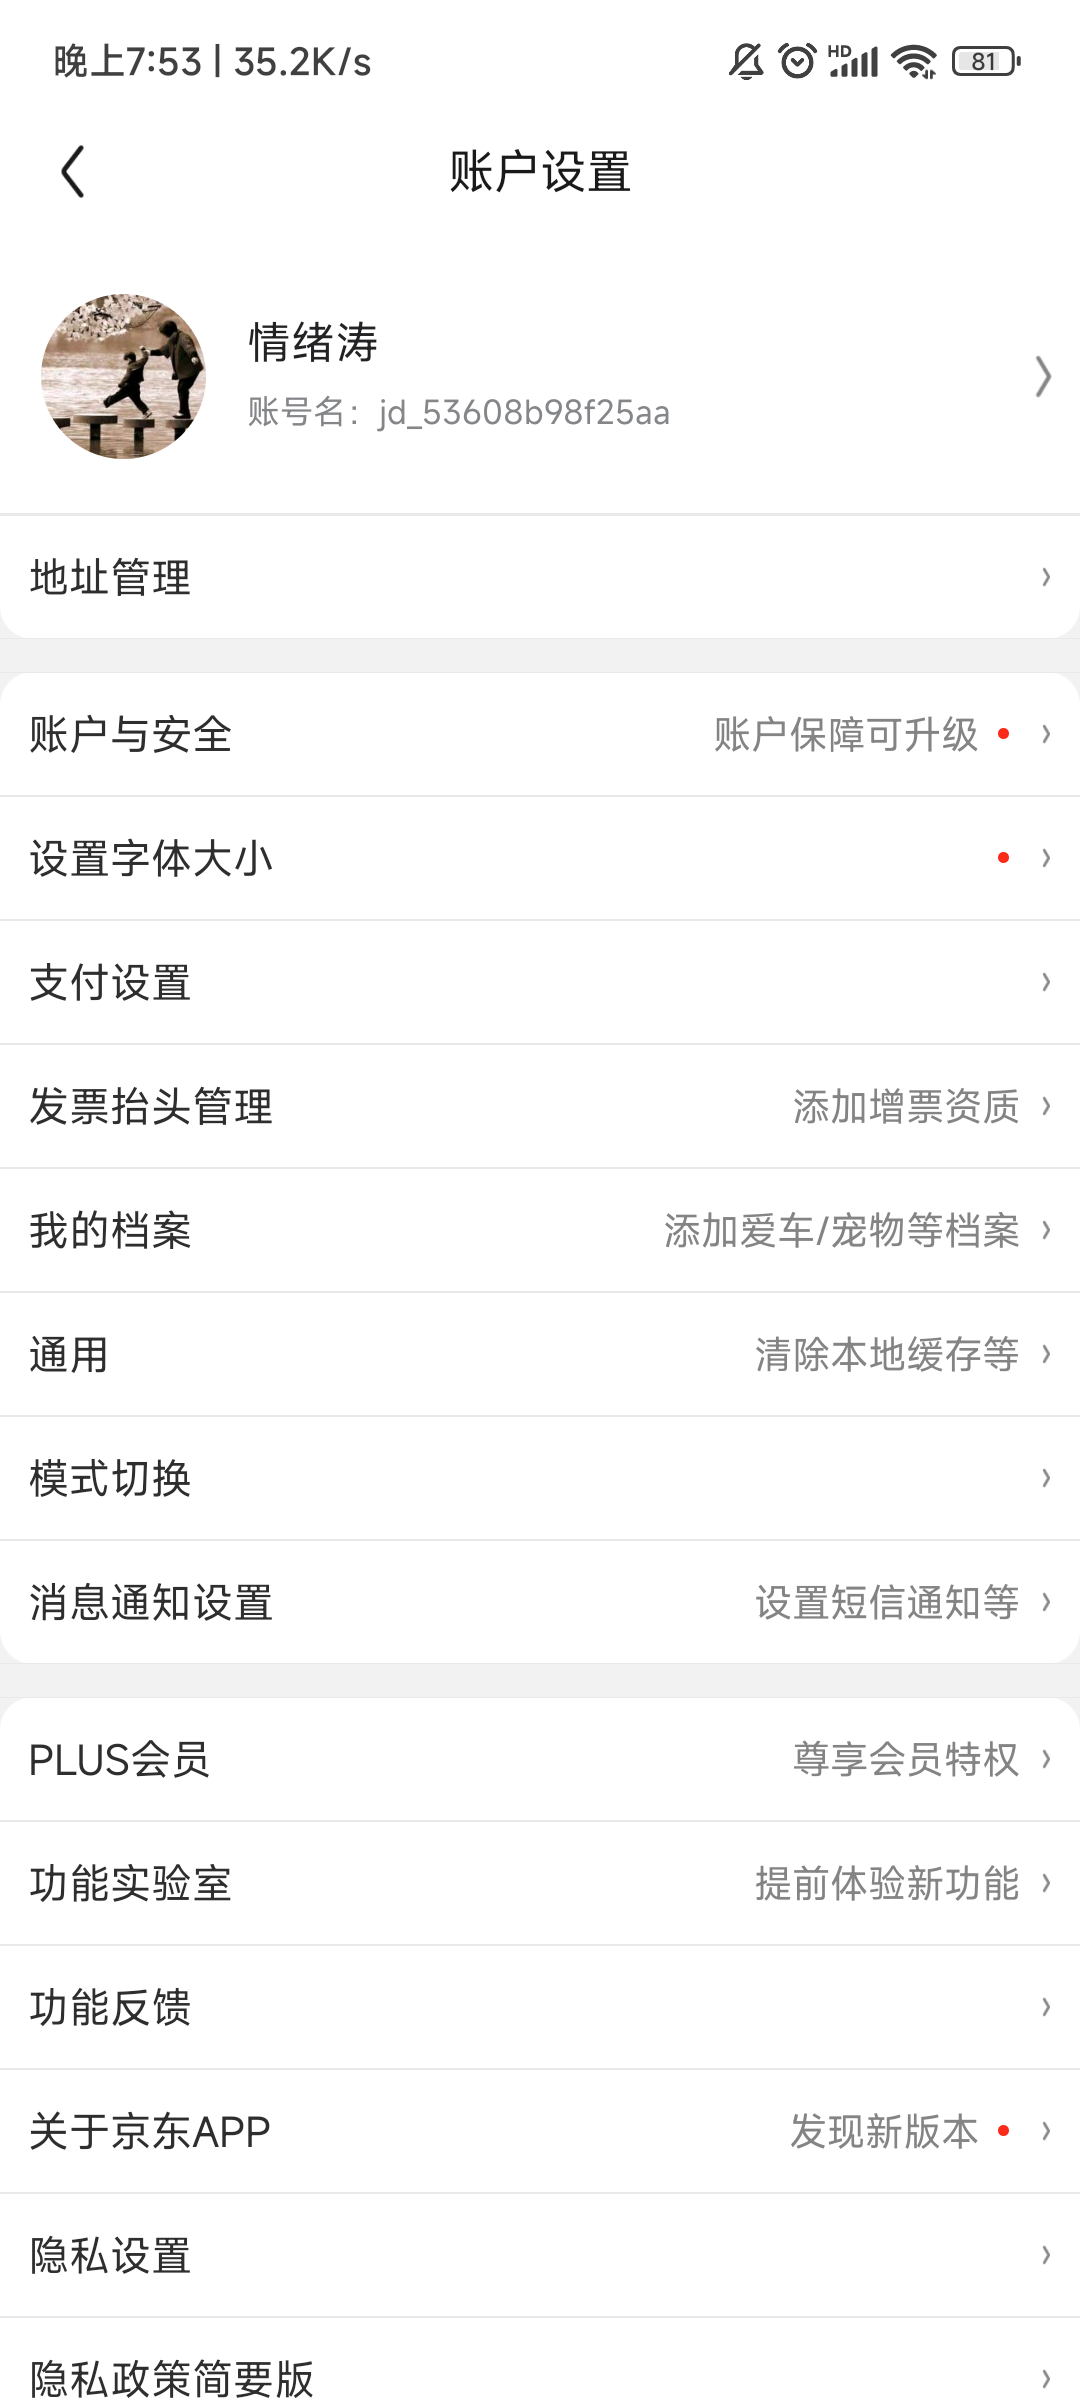 晚上7:53 | 35.2K/s
HD
81
账户设置
情绪涛
账号名：jd_53608b98f25aa
地址管理
账户与安全 账户保障可升级
设置字体大小
支付设置
发票抬头管理 添加增票资质
我的档案 添加爱车/宠物等档案
通用 清除本地缓存等
模式切换
消息通知设置 设置短信通知等
PLUS会员 尊享会员特权
功能实验室 提前体验新功能
功能反馈
关于京东APP 发现新版本
隐私设置
隐私政策简要版